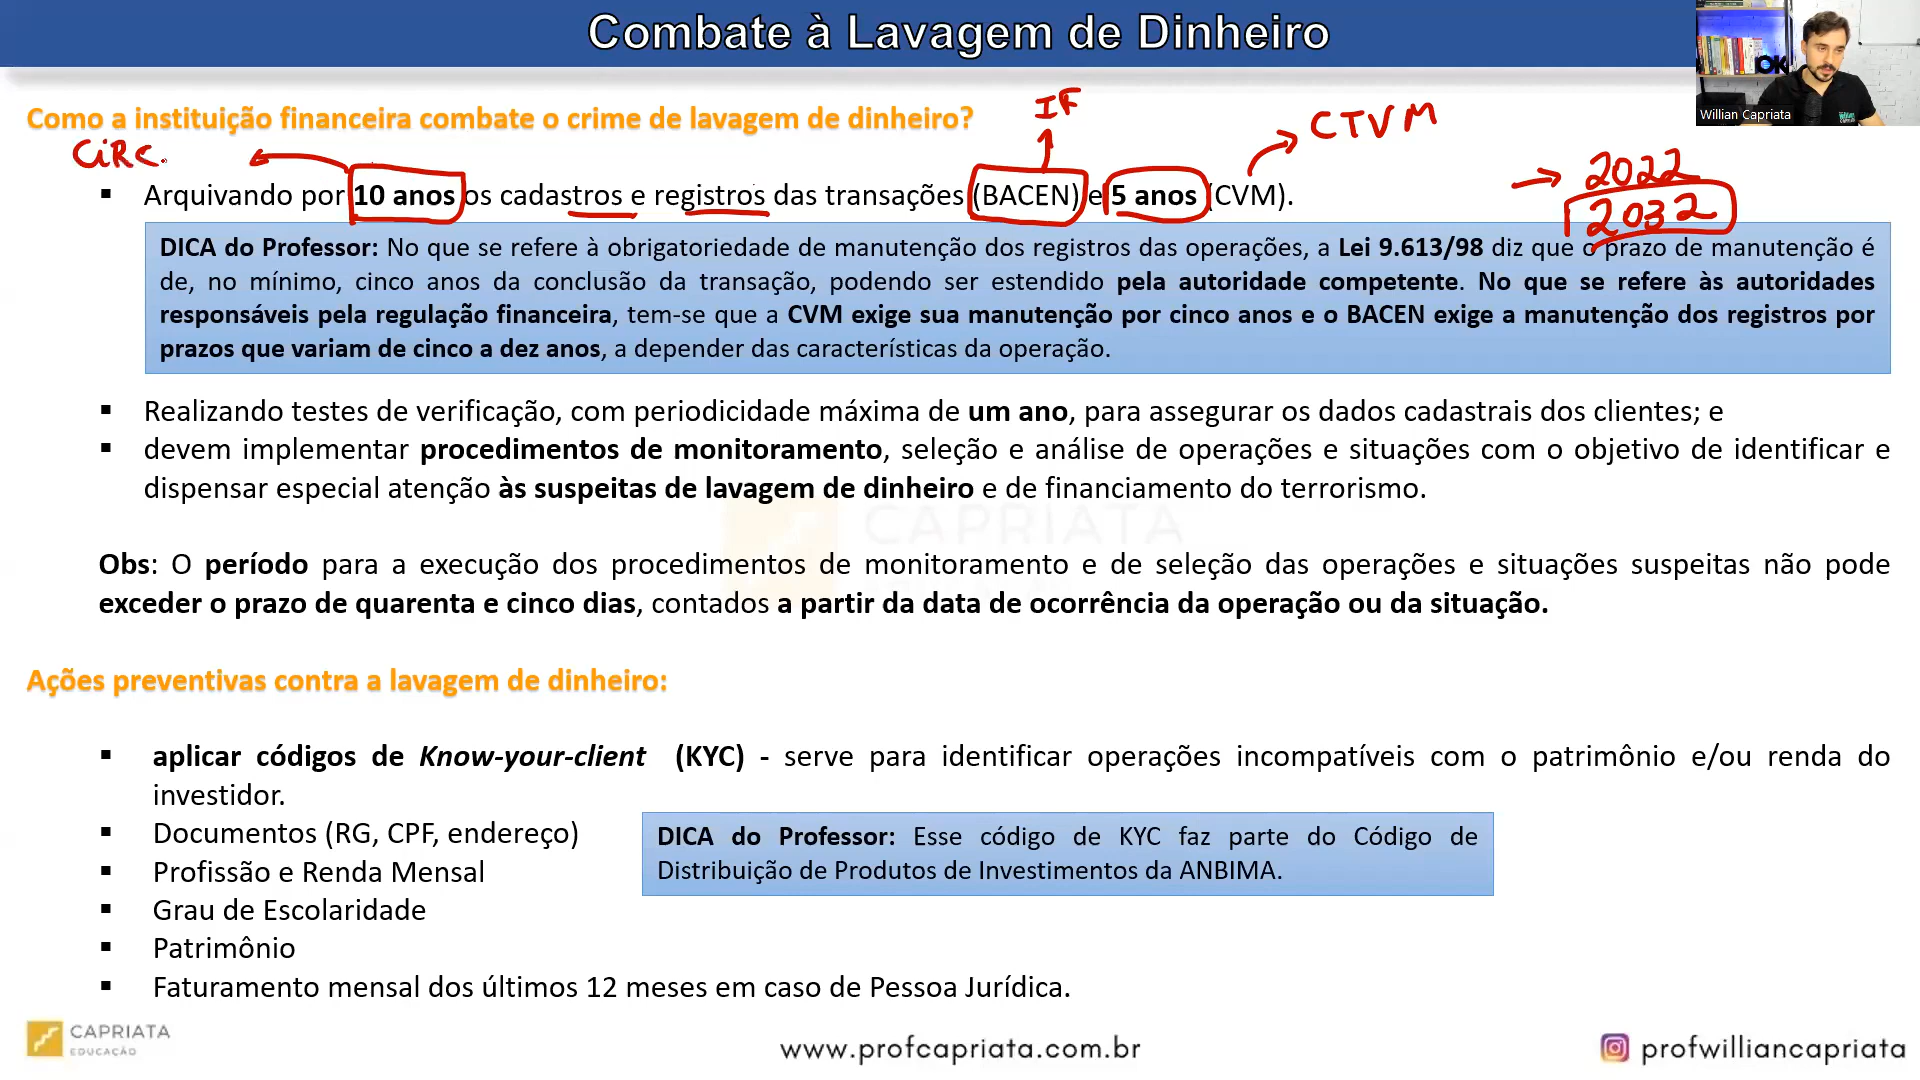 Combate à Lavagem de Dinheiro
Willian Capriata
Como a instituição financeira combate o crime de lavagem de dinheiro?
IF
CTVM
CiRC.
2022
2032
▪ Arquivando por 10 anos os cadastros e registros das transações (BACEN) e 5 anos (CVM).
DICA do Professor: No que se refere à obrigatoriedade de manutenção dos registros das operações, a Lei 9.613/98 diz que o prazo de manutenção é
de, no mínimo, cinco anos da conclusão da transação, podendo ser estendido pela autoridade competente. No que se refere às autoridades
responsáveis pela regulação financeira, tem-se que a CVM exige sua manutenção por cinco anos e o BACEN exige a manutenção dos registros por
prazos que variam de cinco a dez anos, a depender das características da operação.
▪ Realizando testes de verificação, com periodicidade máxima de um ano, para assegurar os dados cadastrais dos clientes; e
▪ devem implementar procedimentos de monitoramento, seleção e análise de operações e situações com o objetivo de identificar e
dispensar especial atenção às suspeitas de lavagem de dinheiro e de financiamento do terrorismo.
CAPRIATA
Obs: O período para a execução dos procedimentos de monitoramento e de seleção das operações e situações suspeitas não pode
exceder o prazo de quarenta e cinco dias, contados a partir da data de ocorrência da operação ou da situação.
Ações preventivas contra a lavagem de dinheiro:
▪ aplicar códigos de Know-your-client (KYC) - serve para identificar operações incompatíveis com o patrimônio e/ou renda do
investidor.
▪ Documentos (RG, CPF, endereço)
▪ Profissão e Renda Mensal
▪ Grau de Escolaridade
▪ Patrimônio
▪ Faturamento mensal dos últimos 12 meses em caso de Pessoa Jurídica.
DICA do Professor: Esse código de KYC faz parte do Código de
Distribuição de Produtos de Investimentos da ANBIMA.
CAPRIATA
EDUCAÇÃO
www.profcapriata.com.br
profwilliancapriata